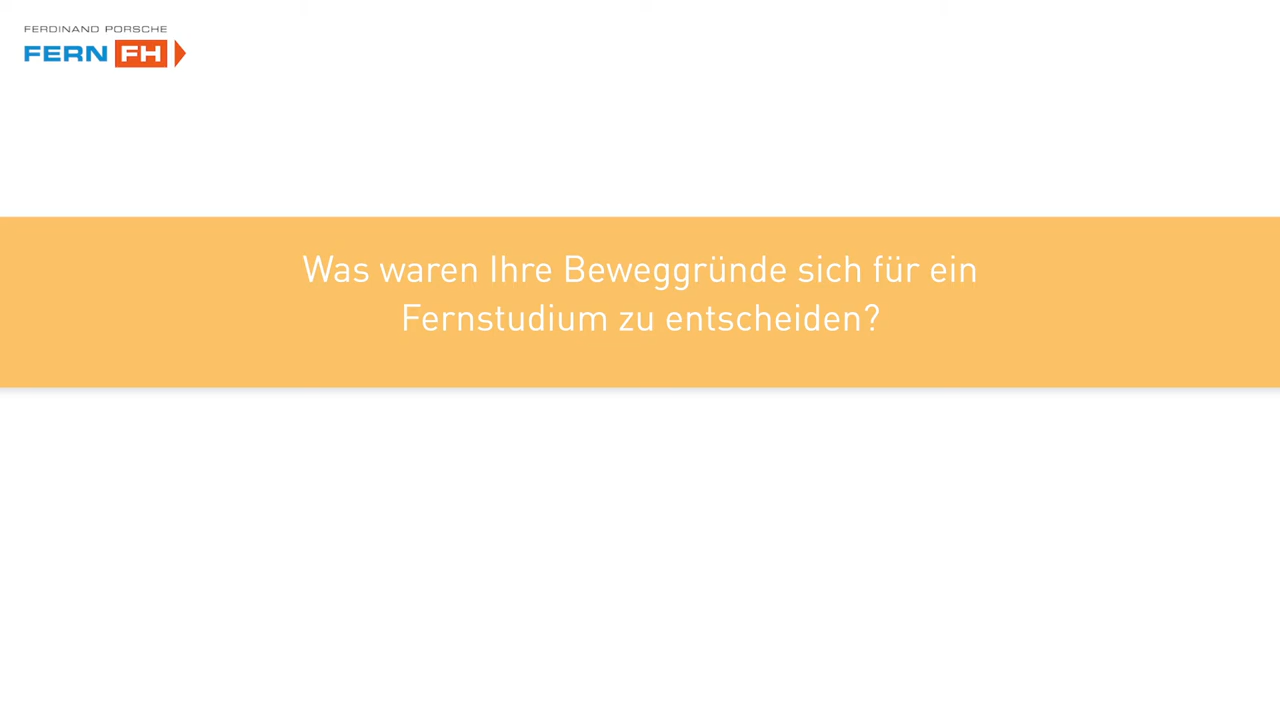 FERDINAND PORSCHE
FERN FH
Was waren Ihre Beweggründe sich für ein
Fernstudium zu entscheiden?